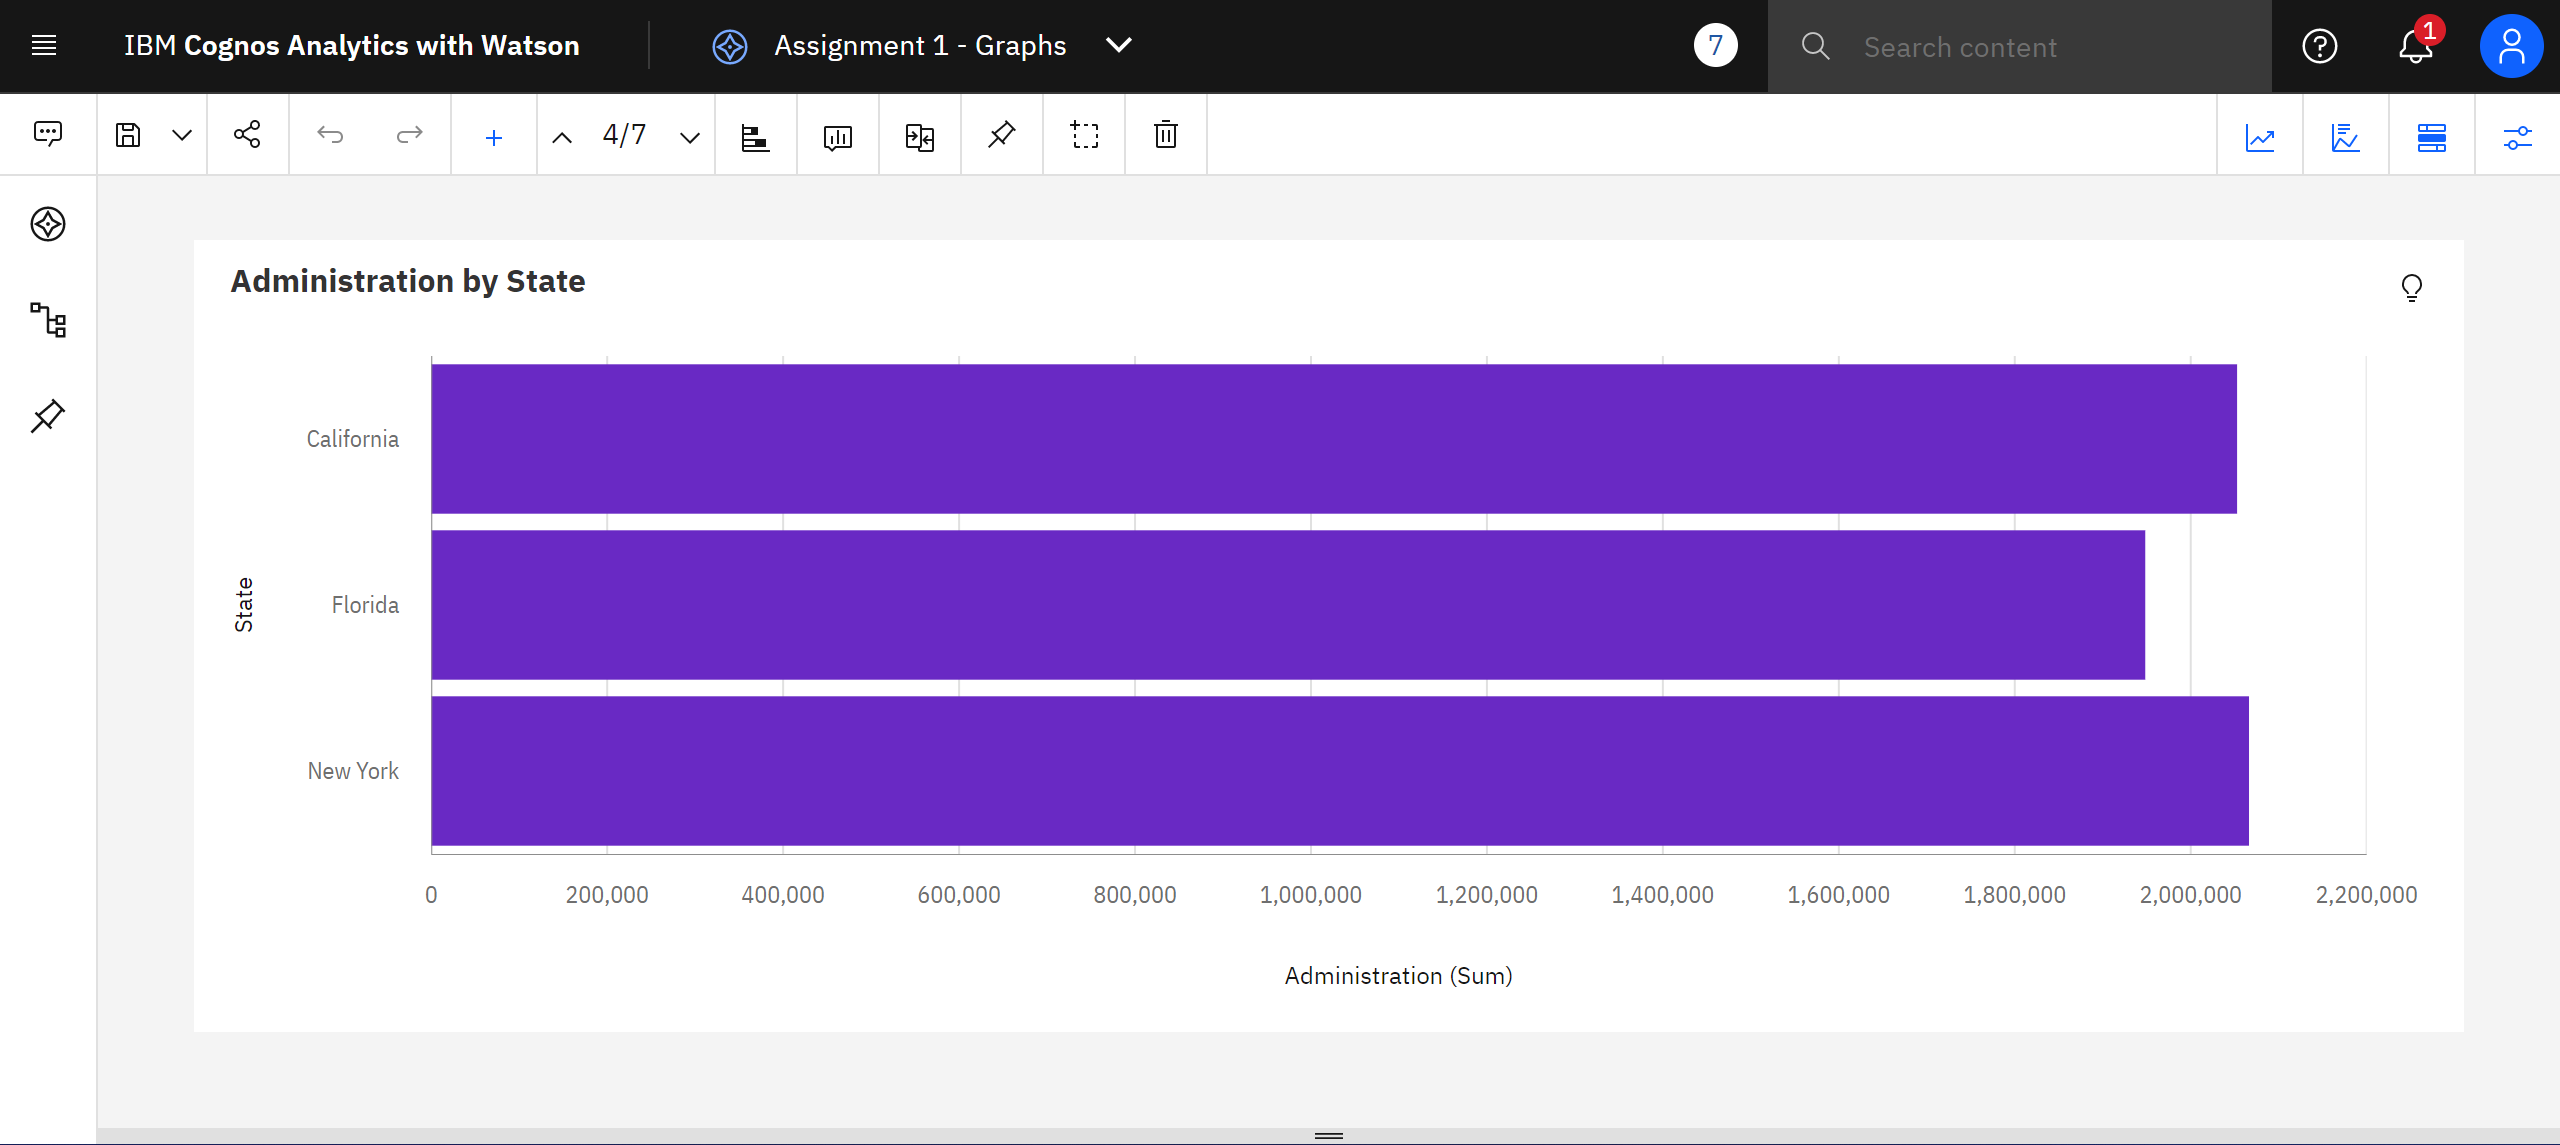 IBM Cognos Analytics with Watson
Assignment 1 - Graphs
7
Search content
1
4/7
Administration by State
California
Florida
New York
State
0 200,000 400,000 600,000 800,000 1,000,000 1,200,000 1,400,000 1,600,000 1,800,000 2,000,000 2,200,000
Administration (Sum)